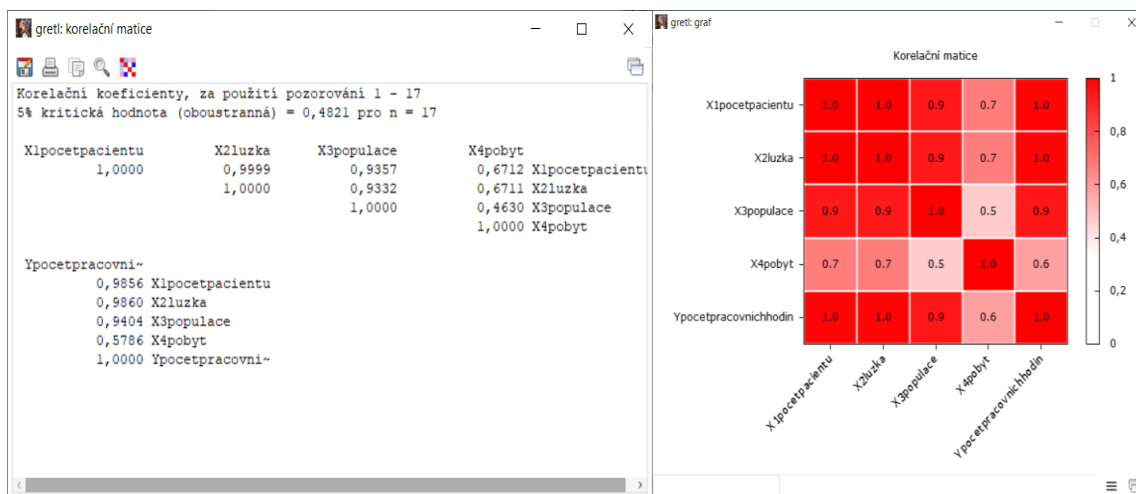 gretl: korelační matice
Korelační koeficienty, za použití pozorování 1 - 17
5% kritická hodnota (oboustranná) = 0,4821 pro n = 17
X1pocetpacientu X2luzka X3populace X4pobyt
1,0000 0,9999 0,9357 0,6712 X1pocetpacientu
1,0000 0,9332 0,6711 X2luzka
1,0000 0,4630 X3populace
1,0000 X4pobyt
Ypocetpracovni~
0,9856 X1pocetpacientu
0,9860 X2luzka
0,9404 X3populace
0,5786 X4pobyt
1,0000 Ypocetpracovni~
gretl: graf
Korelační matice
X1pocetpacientu 1.0 1.0 0.9 0.7 1.0
X2luzka 1.0 1.0 0.9 0.7 1.0
X3populace 0.9 0.9 1.0 0.5 0.9
X4pobyt 0.7 0.7 0.5 1.0 0.6
Ypocetpracovnichhodin 1.0 1.0 0.9 0.6 1.0
X1pocetpacientu X2luzka X3populace X4pobyt Ypocetpracovnichhodin
1
0,8
0,6
0,4
0,2
0